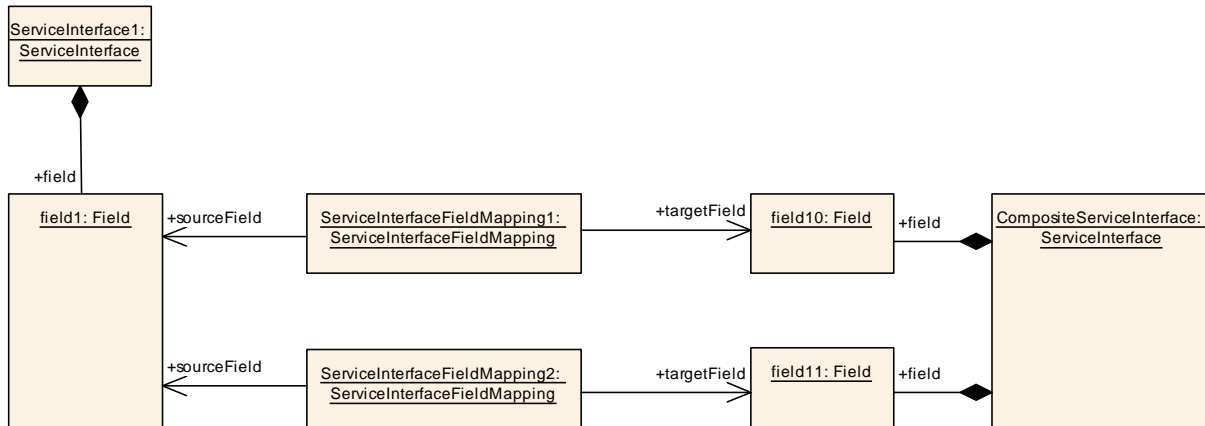 ServiceInterface1:
ServiceInterface
+field
field1: Field
+sourceField
ServiceInterfaceFieldMapping1:
ServiceInterfaceFieldMapping
+targetField
field10: Field
+field
CompositeServiceInterface:
ServiceInterface
+sourceField
ServiceInterfaceFieldMapping2:
ServiceInterfaceFieldMapping
+targetField
field11: Field
+field